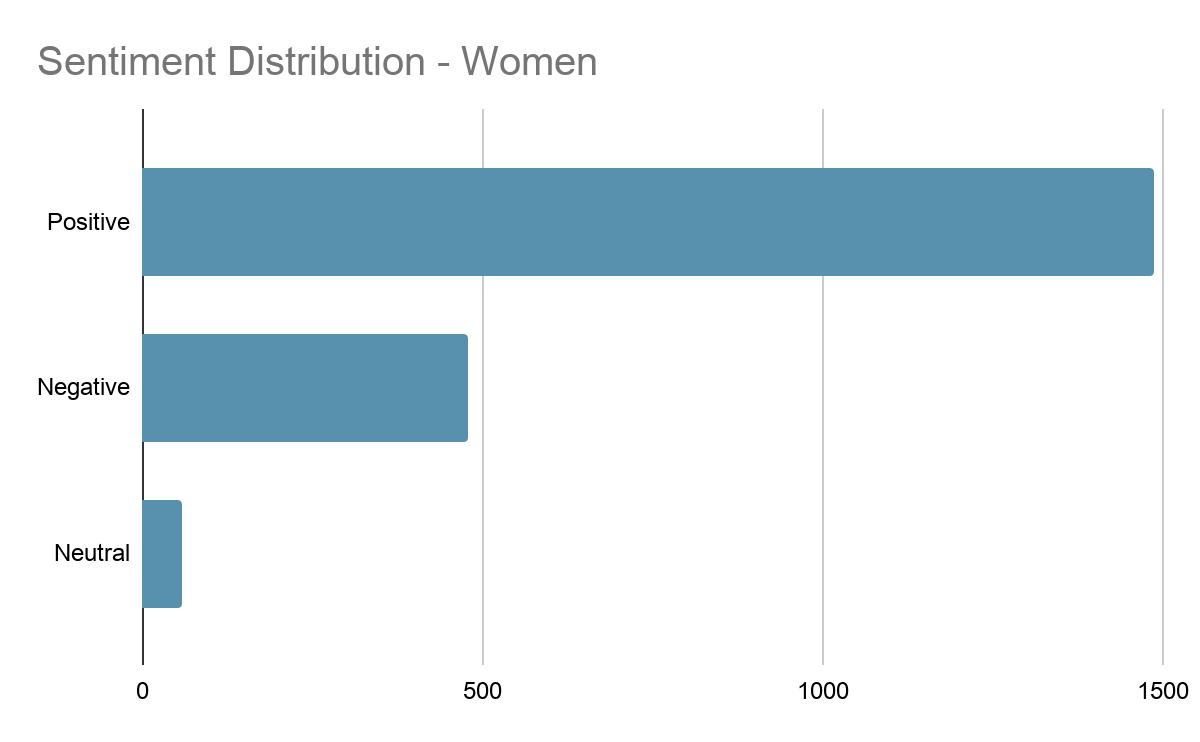 Sentiment Distribution - Women
Positive
Negative
Neutral
0 500 1000 1500